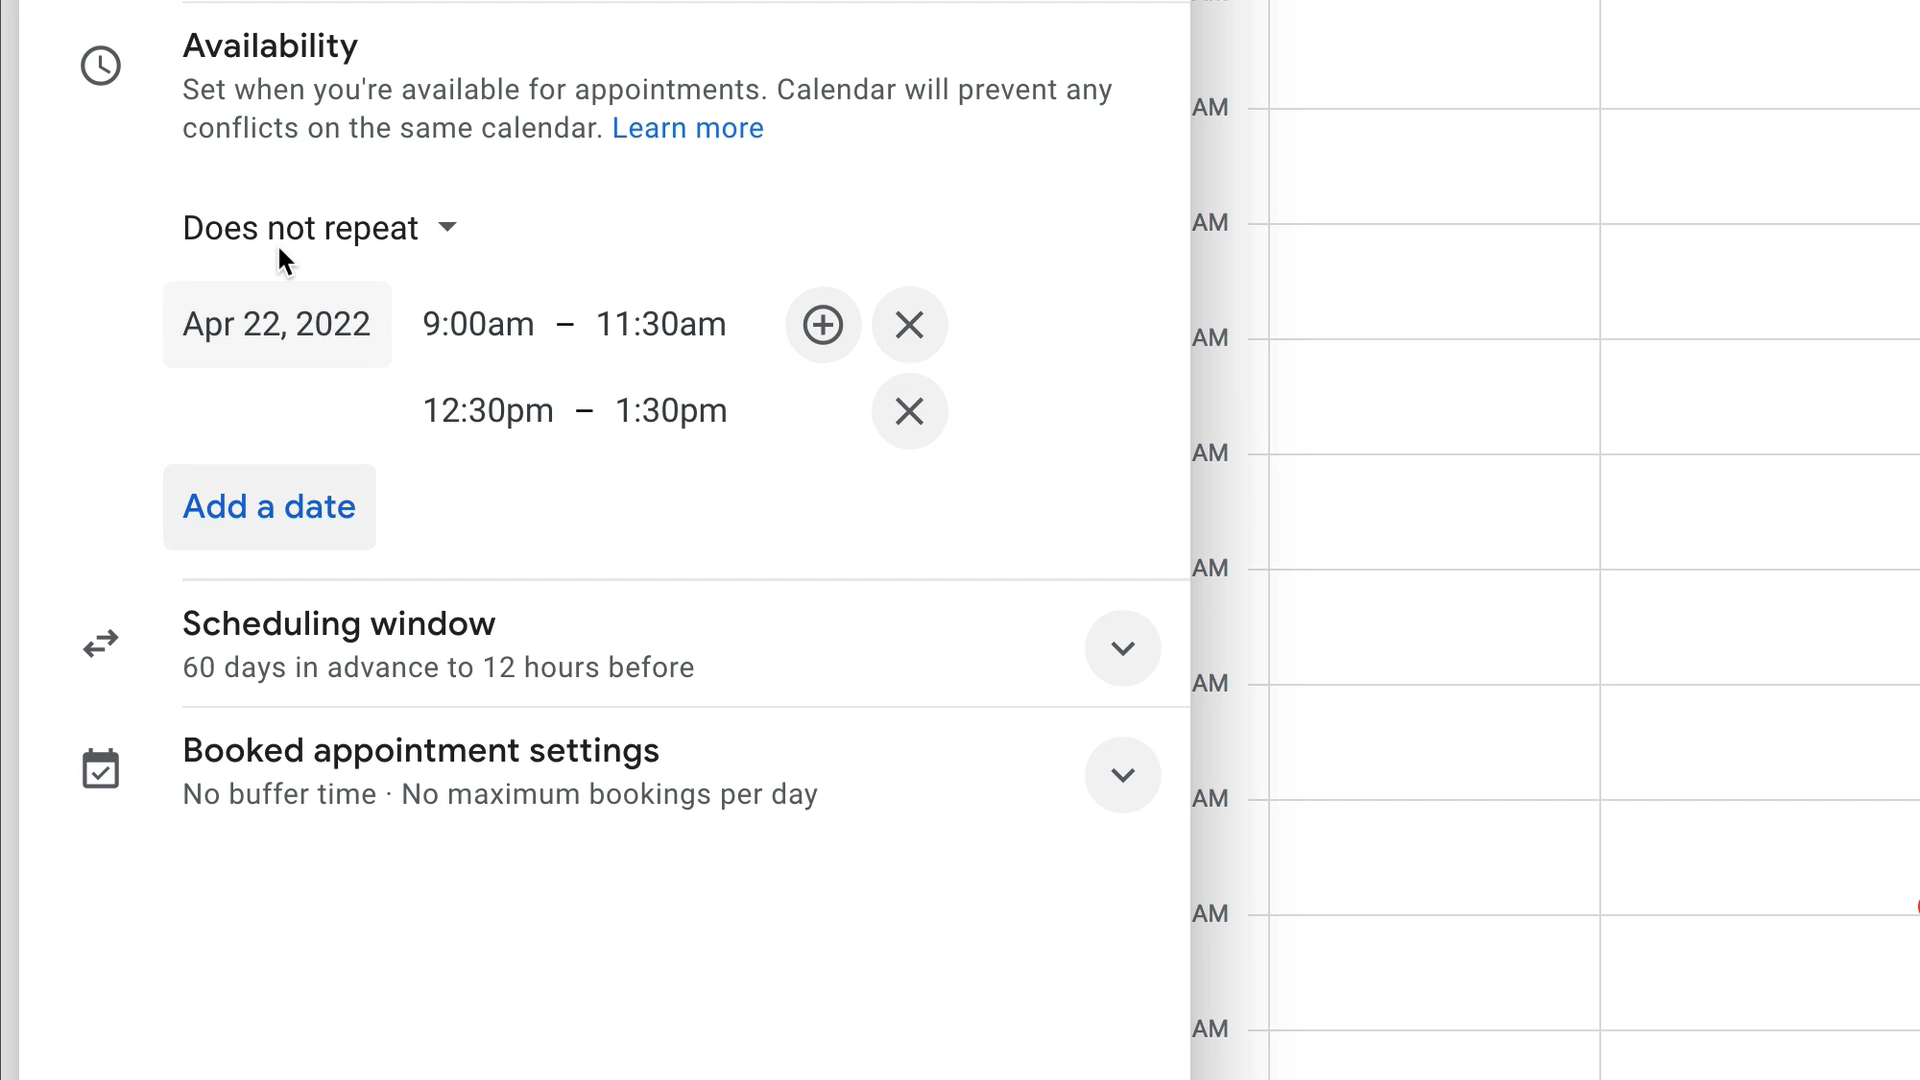 Availability
Set when you're available for appointments. Calendar will prevent any
conflicts on the same calendar. Learn more
Does not repeat
Apr 22, 2022 9:00am – 11:30am
12:30pm – 1:30pm
Add a date
Scheduling window
60 days in advance to 12 hours before
Booked appointment settings
No buffer time · No maximum bookings per day
AM
AM
AM
AM
AM
AM
AM
AM
AM